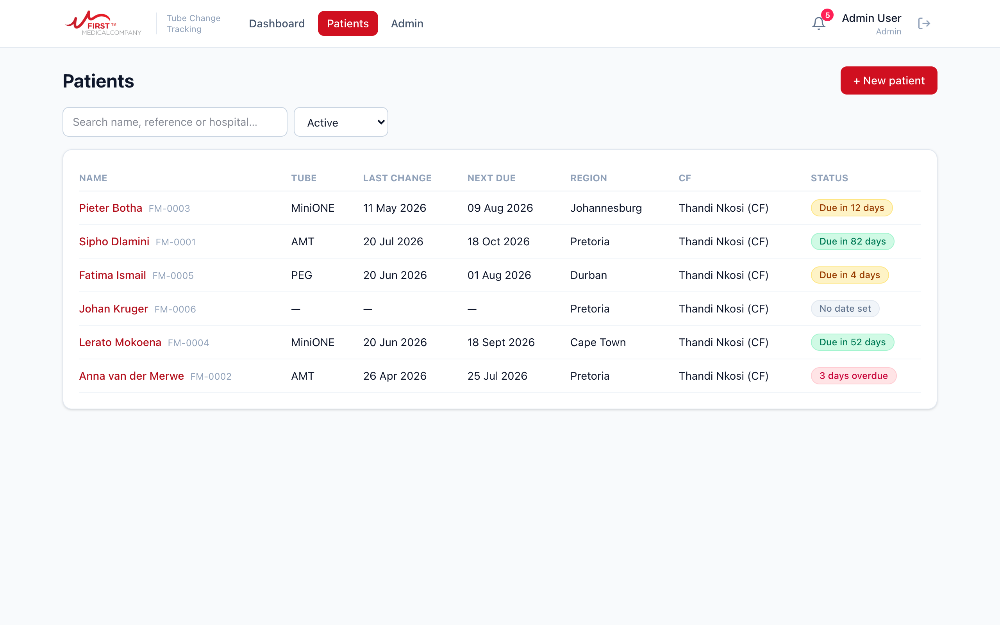 FIRST ™
MEDICALCOMPANY
Tube Change
Tracking
Dashboard
Patients
Admin
5
Admin User
Admin
Patients
+ New patient
Search name, reference or hospital...
Active
NAME TUBE LAST CHANGE NEXT DUE REGION CF STATUS
Pieter Botha FM-0003 MiniONE 11 May 2026 09 Aug 2026 Johannesburg Thandi Nkosi (CF) Due in 12 days
Sipho Dlamini FM-0001 AMT 20 Jul 2026 18 Oct 2026 Pretoria Thandi Nkosi (CF) Due in 82 days
Fatima Ismail FM-0005 PEG 20 Jun 2026 01 Aug 2026 Durban Thandi Nkosi (CF) Due in 4 days
Johan Kruger FM-0006 — — — Pretoria Thandi Nkosi (CF) No date set
Lerato Mokoena FM-0004 MiniONE 20 Jun 2026 18 Sept 2026 Cape Town Thandi Nkosi (CF) Due in 52 days
Anna van der Merwe FM-0002 AMT 26 Apr 2026 25 Jul 2026 Pretoria Thandi Nkosi (CF) 3 days overdue